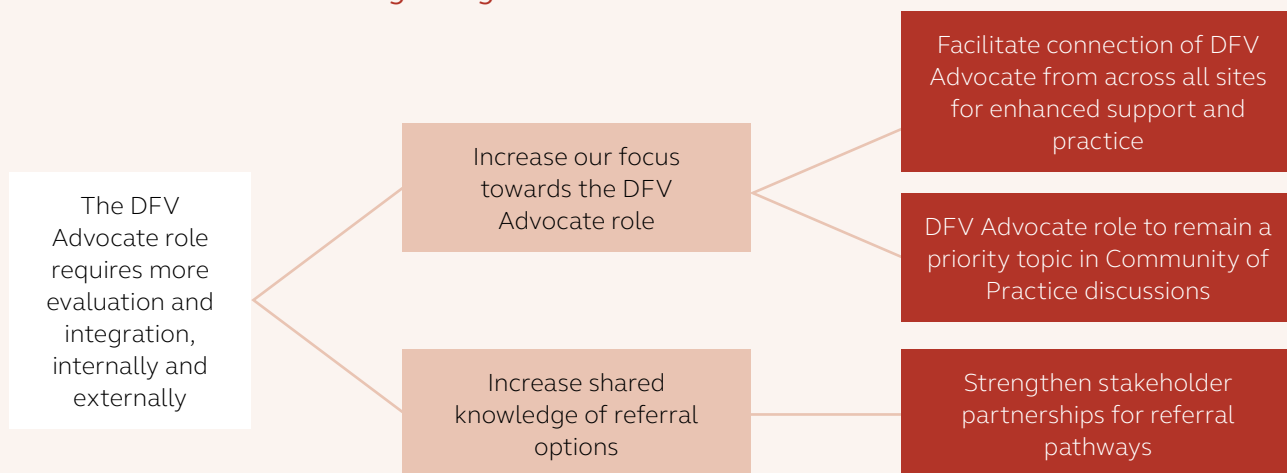 The DFV
Advocate role
requires more
evaluation and
integration,
internally and
externally
Increase our focus
towards the DFV
Advocate role
Increase shared
knowledge of referral
options
Facilitate connection of DFV
Advocate from across all sites
for enhanced support and
practice
DFV Advocate role to remain a
priority topic in Community of
Practice discussions
Strengthen stakeholder
partnerships for referral
pathways